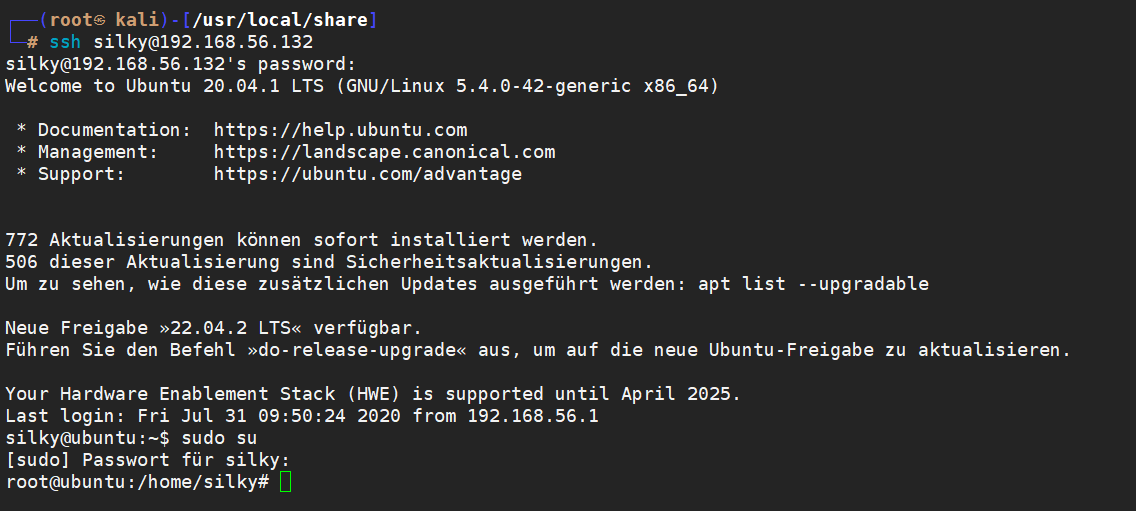 ┌──(root㉿ kali)-[/usr/local/share]
└─# ssh silky@192.168.56.132
silky@192.168.56.132's password:
Welcome to Ubuntu 20.04.1 LTS (GNU/Linux 5.4.0-42-generic x86_64)
* Documentation:  https://help.ubuntu.com
* Management:     https://landscape.canonical.com
* Support:        https://ubuntu.com/advantage
772 Aktualisierungen können sofort installiert werden.
506 dieser Aktualisierung sind Sicherheitsaktualisierungen.
Um zu sehen, wie diese zusätzlichen Updates ausgeführt werden: apt list --upgradable
Neue Freigabe »22.04.2 LTS« verfügbar.
Führen Sie den Befehl »do-release-upgrade« aus, um auf die neue Ubuntu-Freigabe zu aktualisieren.
Your Hardware Enablement Stack (HWE) is supported until April 2025.
Last login: Fri Jul 31 09:50:24 2020 from 192.168.56.1
silky@ubuntu:~$ sudo su
[sudo] Passwort für silky:
root@ubuntu:/home/silky#